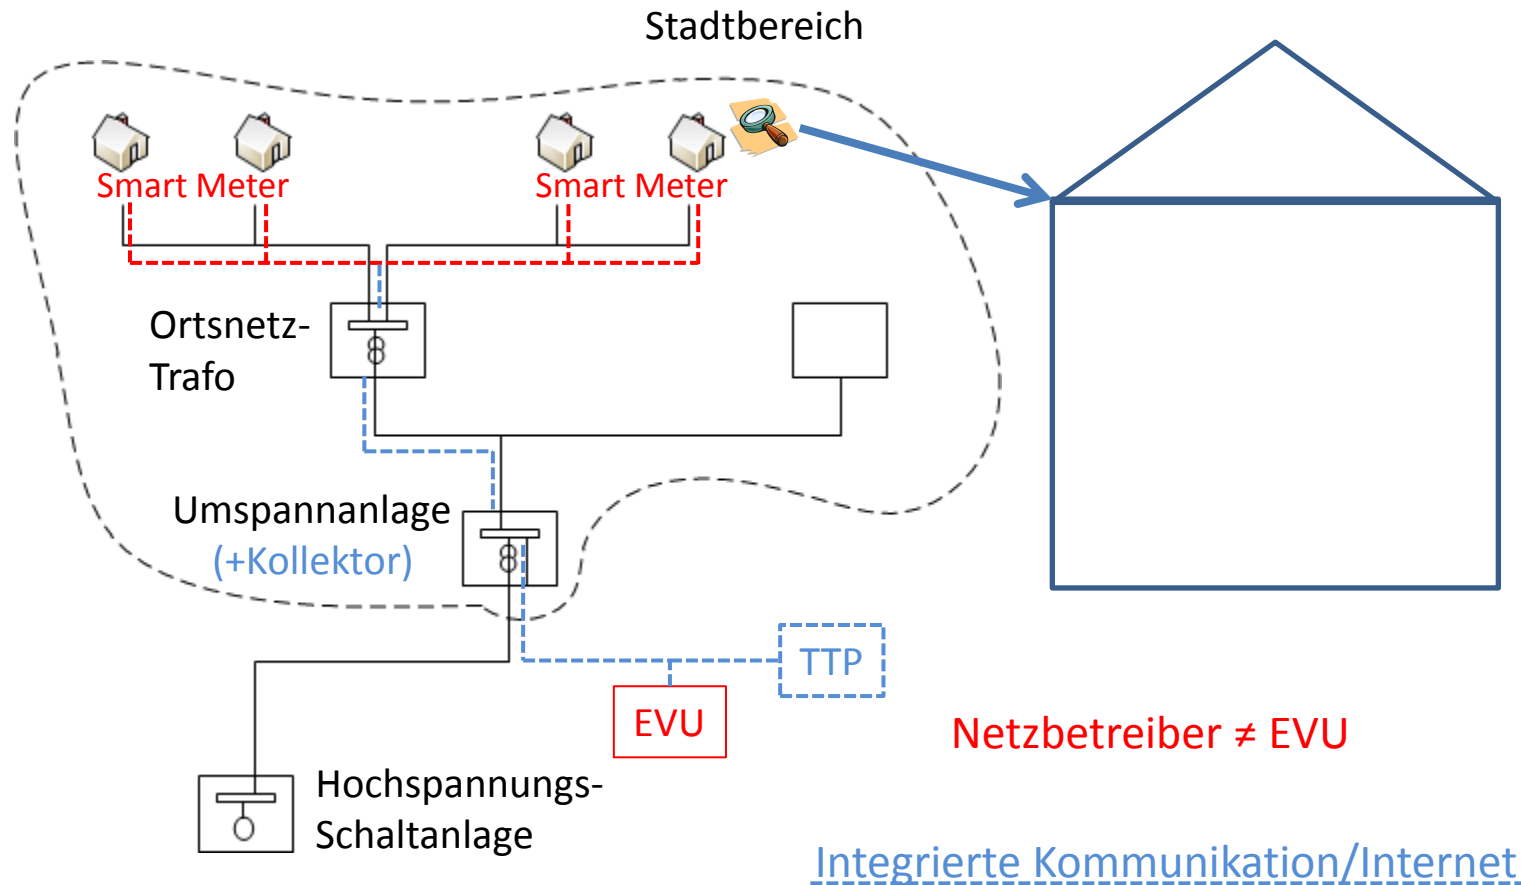 Stadtbereich
Smart Meter
Smart Meter
Ortsnetz-
Trafo
Umspannanlage
(+Kollektor)
TTP
EVU
Netzbetreiber ≠ EVU
Hochspannungs-
Schaltanlage
Integrierte Kommunikation/Internet